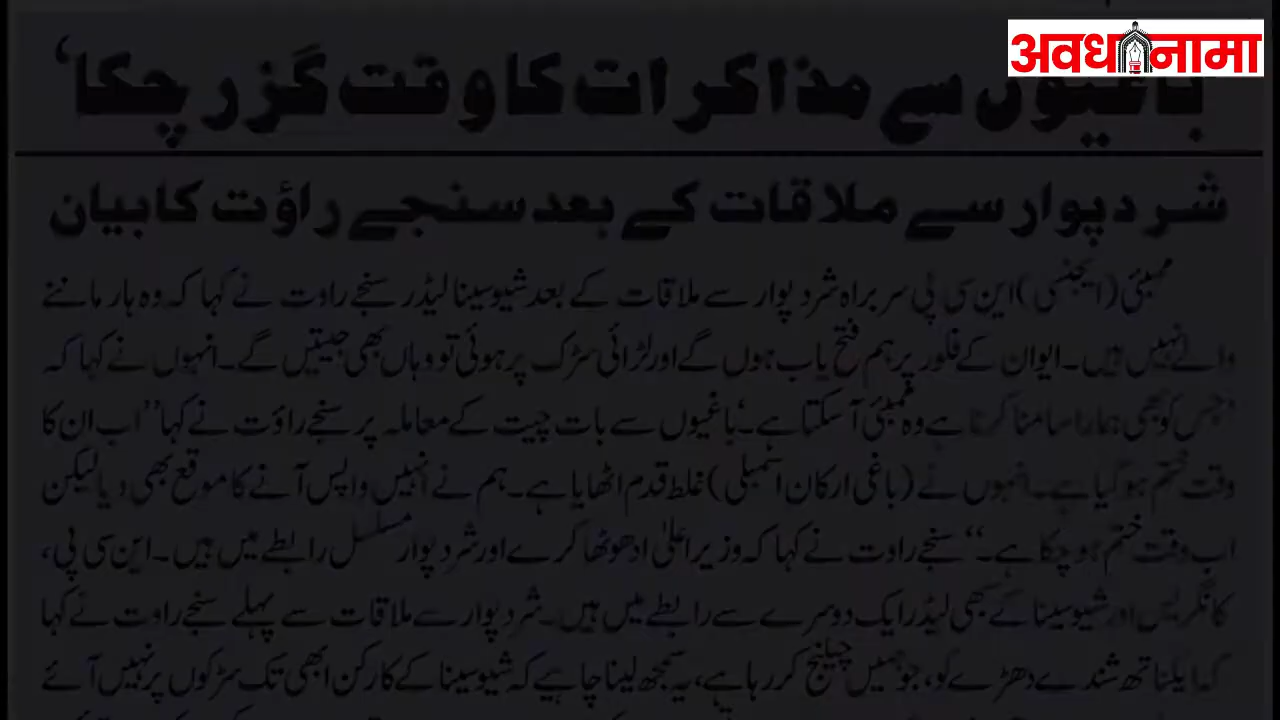 अवधनामा
باغیوں سے مذاکرات کا وقت گزر چکا‘
شرد پوار سے ملاقات کے بعد سنجے راؤت کا بیان
ممبئی (ایجنسی) این سی پی سربراہ شرد پوار سے ملاقات کے بعد شیوسینا لیڈر سنجے راوت نے کہا کہ وہ ہار ماننے
والے نہیں ہیں۔ ایوان کے فلور پر ہم فتح یاب ہوں گے اور لڑائی سڑک پر ہوئی تو وہاں بھی جیتیں گے۔ انہوں نے کہا کہ
’جس کو بھی ہمارا سامنا کرنا ہے وہ ممبئی آ سکتا ہے۔‘ باغیوں سے بات چیت کے معاملہ پر سنجے راؤت نے کہا ”اب ان کا
وقت ختم ہو گیا ہے۔ انہوں نے (باغی ارکان اسمبلی) غلط قدم اٹھایا ہے۔ ہم نے انہیں واپس آنے کا موقع بھی دیا لیکن
اب وقت ختم ہو چکا ہے۔“ سنجے راوت نے کہا کہ وزیر اعلیٰ ادھو ٹھاکرے اور شرد پوار مسلسل رابطے میں ہیں۔ این سی پی،
کانگریس اور شیوسینا کے بھی لیڈر ایک دوسرے سے رابطے میں ہیں۔ شرد پوار سے ملاقات سے پہلے سنجے راوت نے کہا
کہ ایکناتھ شندے دھڑے کو، جو ہمیں چیلنج کر رہا ہے، یہ سمجھ لینا چاہیے کہ شیوسینا کے کارکن ابھی تک سڑکوں پر نہیں آئے